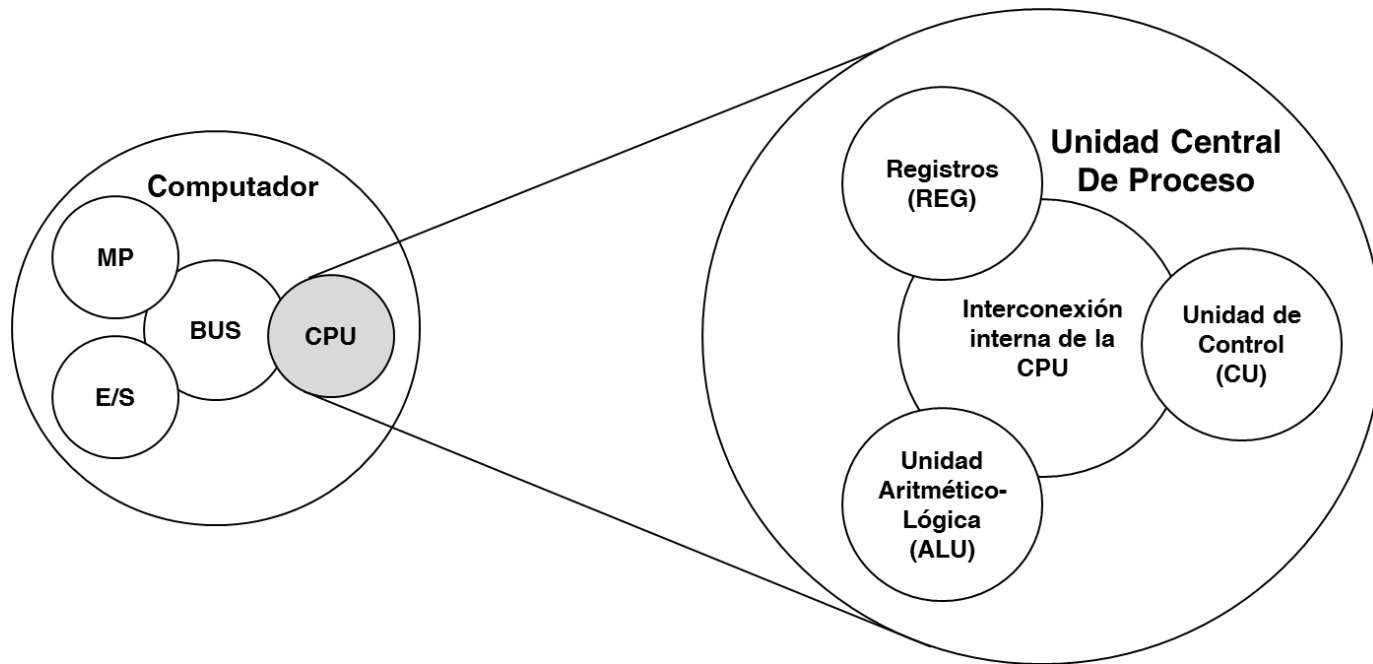 Computador
MP
BUS
CPU
E/S
Unidad Central
De Proceso
Registros
(REG)
Interconexión
interna de la
CPU
Unidad de
Control
(CU)
Unidad
Aritmético-
Lógica
(ALU)